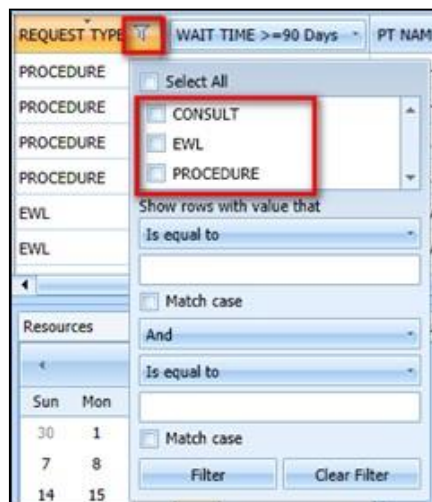 REQUEST TYPE WAIT TIME >=90 Days PT NAM
PROCEDURE
PROCEDURE
PROCEDURE
PROCEDURE
EWL
EWL
Select All
CONSULT
EWL
PROCEDURE
Show rows with value that
Is equal to
Match case
And
Is equal to
Match case
Filter Clear Filter
Resources
Sun Mon
30 1
7 8
14 15